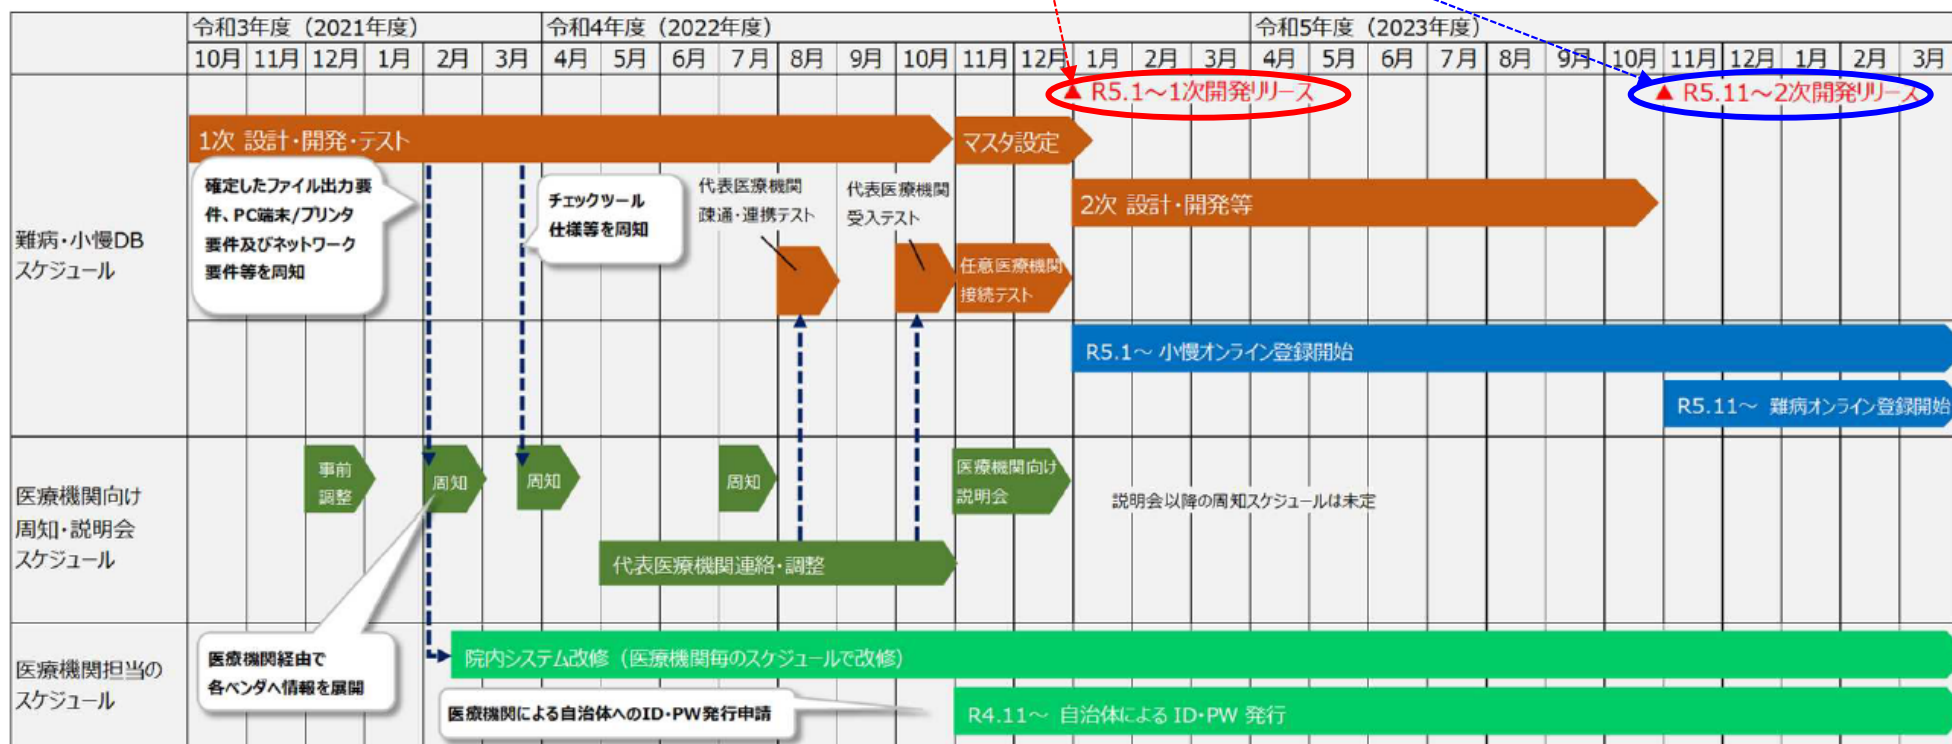 令和3年度（2021年度）
令和4年度（2022年度）
令和5年度（2023年度）
10月 11月 12月 1月 2月 3月 4月 5月 6月 7月 8月 9月 10月 11月 12月 1月 2月 3月 4月 5月 6月 7月 8月 9月 10月 11月 12月 1月 2月 3月
▲ R5.1～1次開発リリース
▲ R5.11～2次開発リリース
難病・小慢DB
スケジュール
1次 設計・開発・テスト
マスタ設定
確定したファイル出力要
件、PC端末/プリンタ
要件及びネットワーク
要件等を周知
チェックツール
仕様等を周知
代表医療機関
疎通・連携テスト
代表医療機関
受入テスト
2次 設計・開発等
任意医療機関
接続テスト
R5.1～ 小慢オンライン登録開始
R5.11～ 難病オンライン登録開始
医療機関向け
周知・説明会
スケジュール
事前
調整
周知
周知
周知
医療機関向け
説明会
説明会以降の周知スケジュールは未定
代表医療機関連絡・調整
医療機関担当の
スケジュール
医療機関経由で
各ベンダへ情報を展開
院内システム改修（医療機関毎のスケジュールで改修）
医療機関による自治体へのID・PW発行申請
R4.11～ 自治体による ID・PW 発行